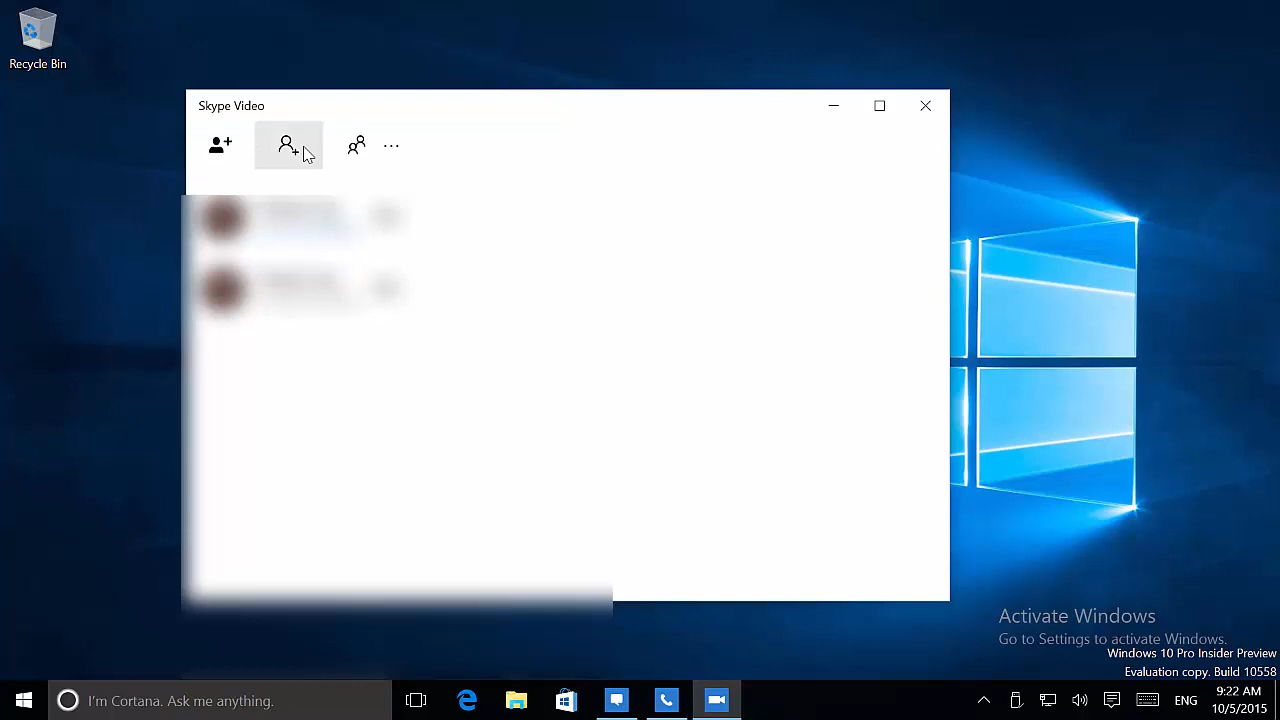 Recycle Bin
Skype Video
Activate Windows
Go to Settings to activate Windows.
Windows 10 Pro Insider Preview
Evaluation copy. Build 10558
I'm Cortana. Ask me anything.
ENG
9:22 AM
10/5/2015